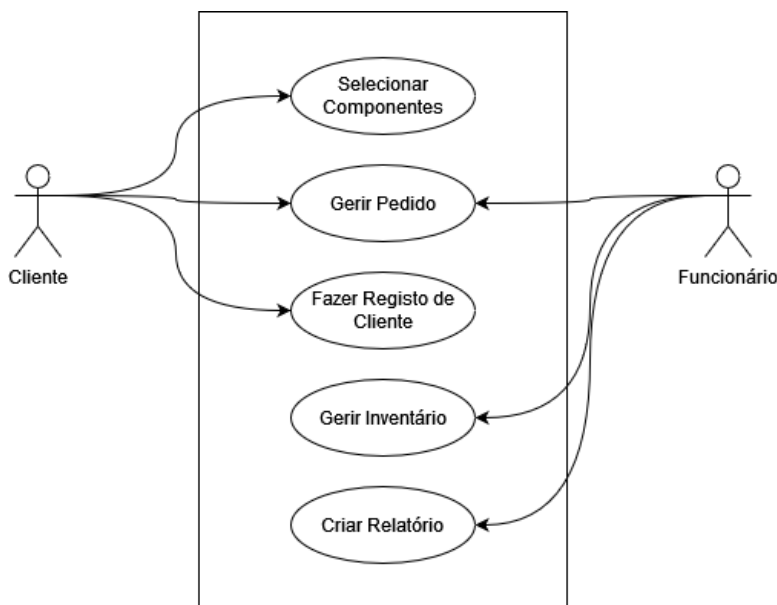 Selecionar
Componentes
Gerir Pedido
Cliente
Funcionário
Fazer Registo de
Cliente
Gerir Inventário
Criar Relatório